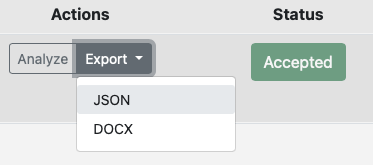 Actions Status
Analyze Export Accepted
JSON
DOCX